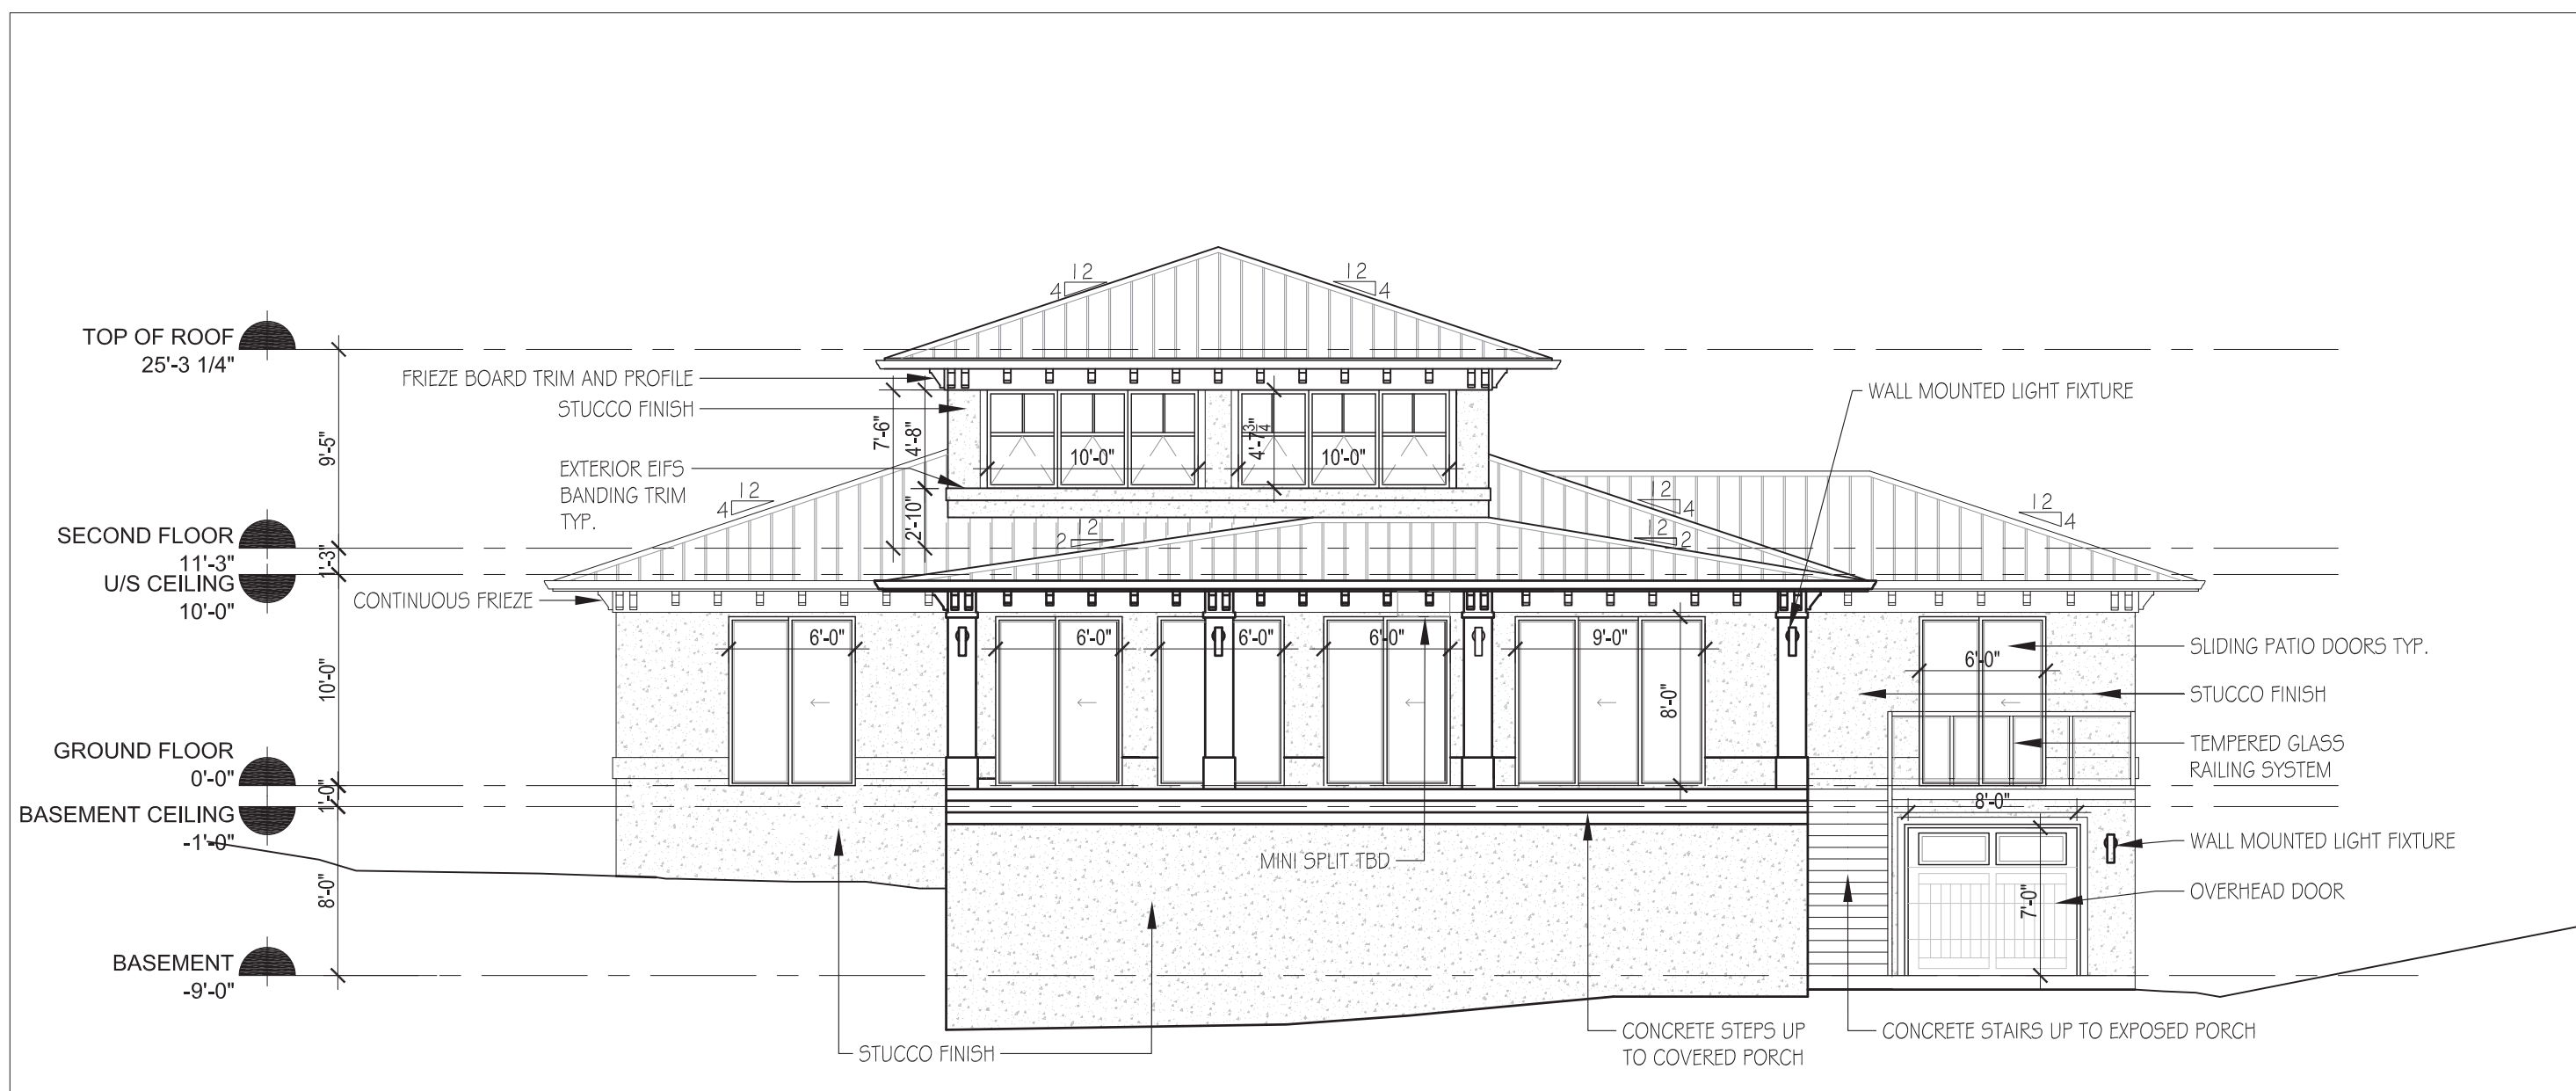 12
4
12
4
TOP OF ROOF
25'-3 1/4"
FRIEZE BOARD TRIM AND PROFILE
STUCCO FINISH
WALL MOUNTED LIGHT FIXTURE
9'-5"
7'-6"
4'-8"
4'-7 3/4"
10'-0"
10'-0"
EXTERIOR EIFS
BANDING TRIM
TYP.
12
4
12
4
12
4
2'-10"
12
2
12
2
SECOND FLOOR
11'-3"
1'-3"
U/S CEILING
10'-0"
CONTINUOUS FRIEZE
6'-0"
6'-0"
6'-0"
6'-0"
9'-0"
8'-0"
6'-0"
SLIDING PATIO DOORS TYP.
STUCCO FINISH
10'-0"
TEMPERED GLASS
RAILING SYSTEM
GROUND FLOOR
0'-0"
1'-0"
BASEMENT CEILING
-1'-0"
8'-0"
WALL MOUNTED LIGHT FIXTURE
MINI SPLIT TBD
OVERHEAD DOOR
7'-0"
8'-0"
BASEMENT
-9'-0"
STUCCO FINISH
CONCRETE STEPS UP
TO COVERED PORCH
CONCRETE STAIRS UP TO EXPOSED PORCH